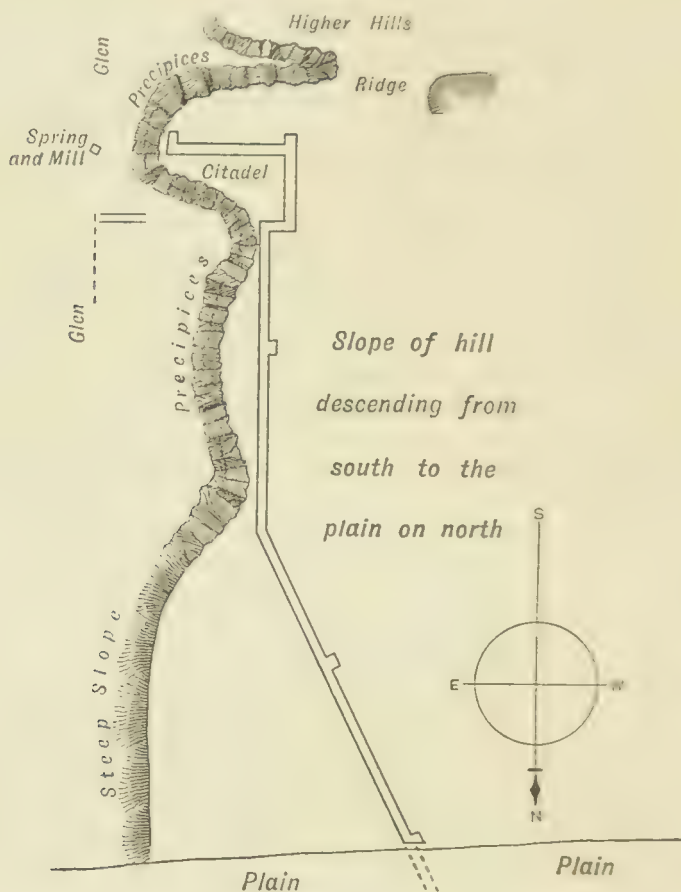 Higher Hills
Glen
Precipices
Ridge
Spring
and Mill
Citadel
Precipices
Glen
Slope of hill
descending from
south to the
plain on north
S
E
W
N
Steep Slope
Plain
Plain